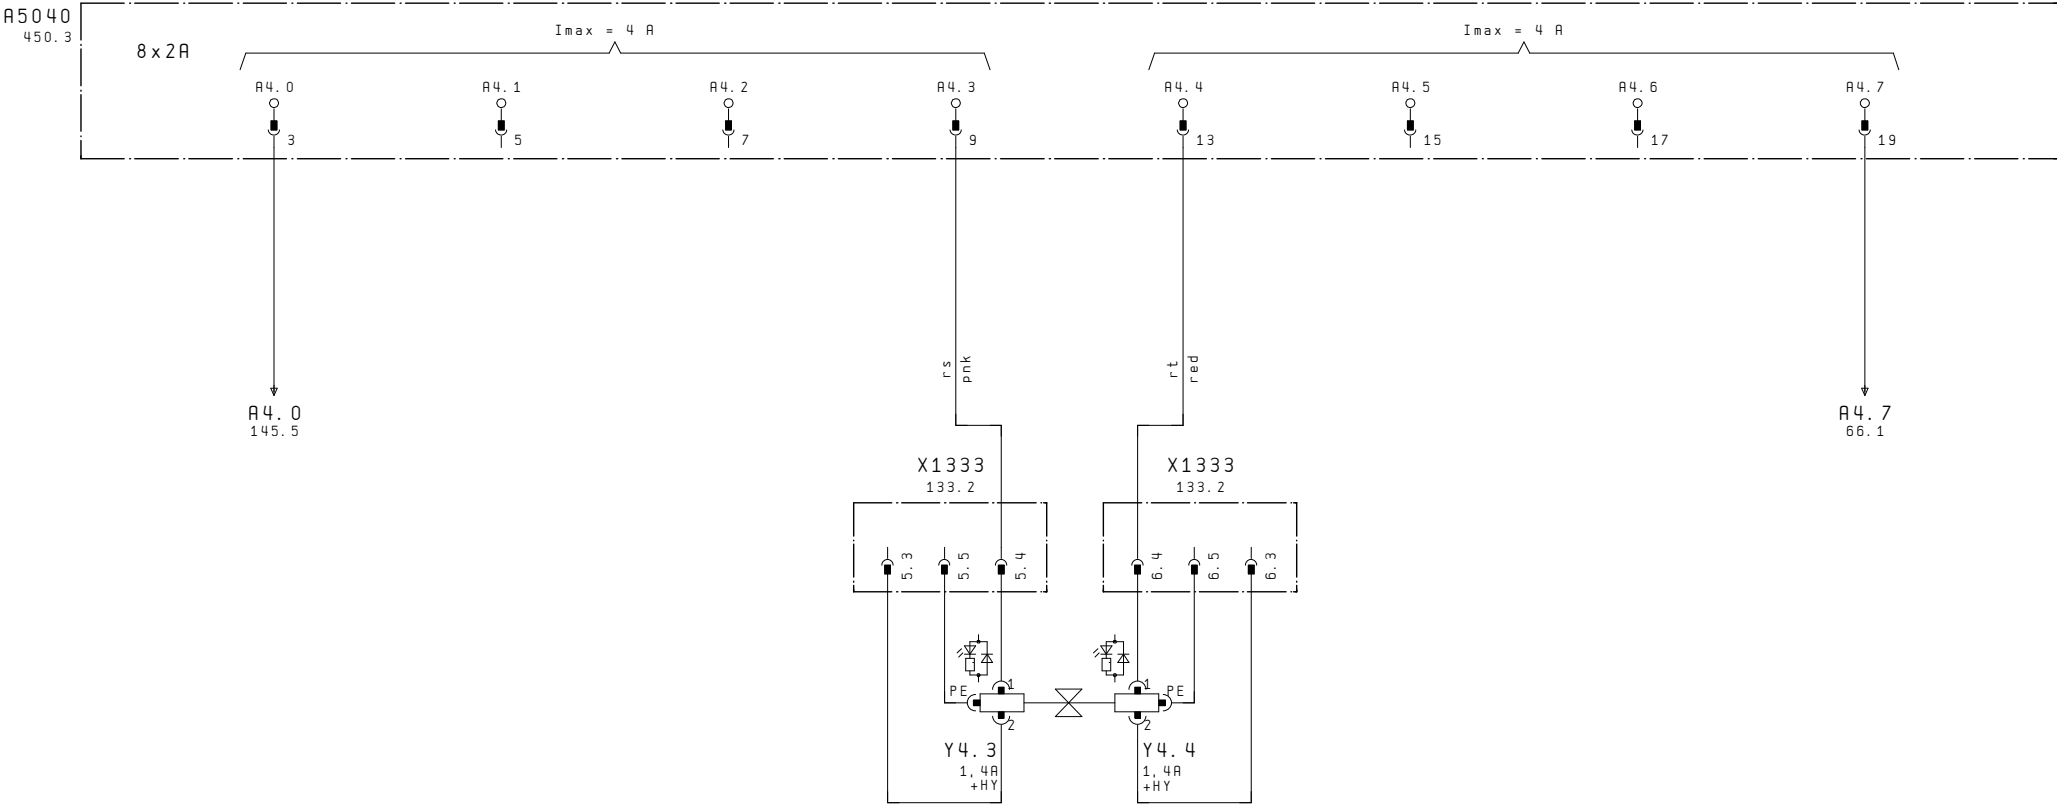 A5040
450.3
8x2A
Imax = 4 A
Imax = 4 A
A4.0
A4.1
A4.2
A4.3
A4.4
A4.5
A4.6
A4.7
3
5
7
9
13
15
17
19
rs
pnk
rt
red
A4.0
145.5
A4.7
66.1
X1333
133.2
X1333
133.2
5.3
5.5
5.4
6.4
6.5
6.3
PE
1
2
1
PE
2
Y4.3
1,4A
+HY
Y4.4
1,4A
+HY